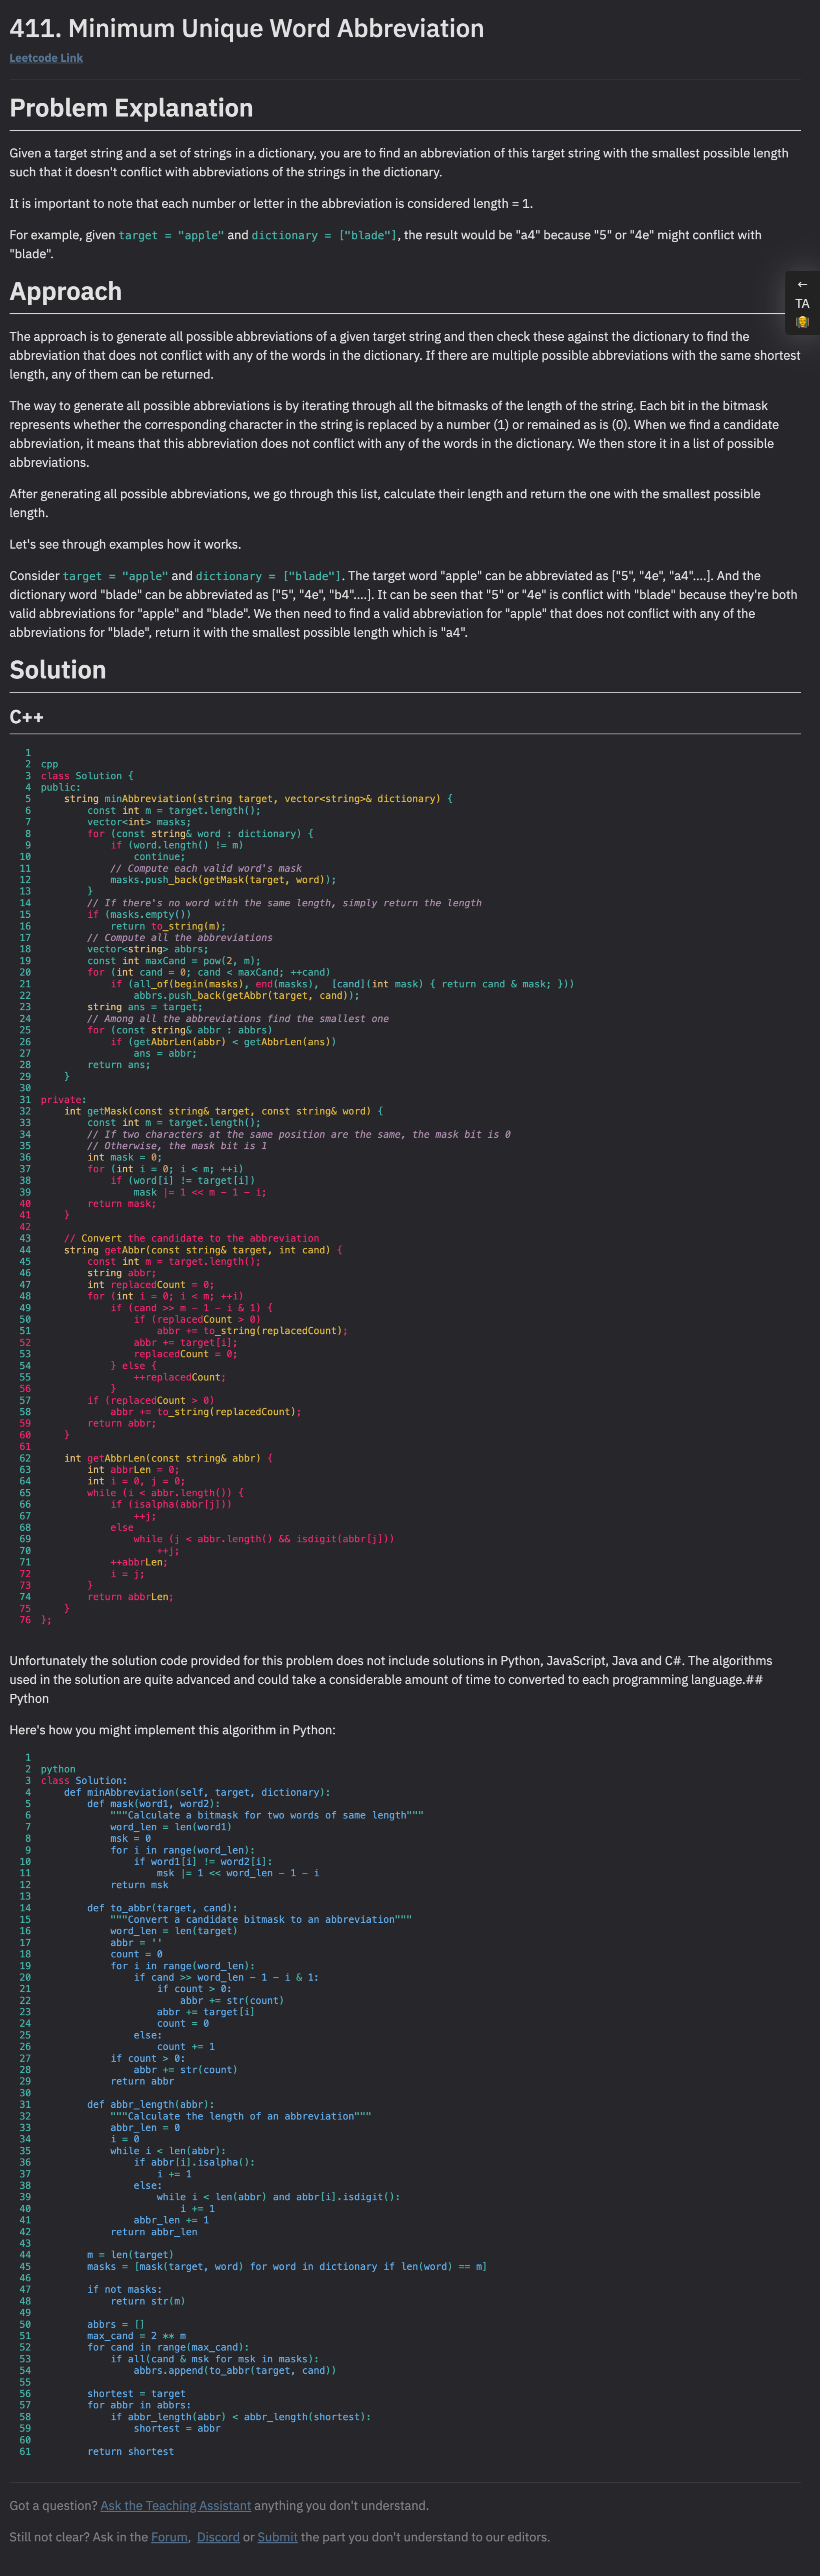 411. Minimum Unique Word Abbreviation
Leetcode Link
Problem Explanation
Given a target string and a set of strings in a dictionary, you are to find an abbreviation of this target string with the smallest possible length
such that it doesn't conflict with abbreviations of the strings in the dictionary.
It is important to note that each number or letter in the abbreviation is considered length = 1.
For example, given target = "apple" and dictionary = ["blade"], the result would be "a4" because "5" or "4e" might conflict with
"blade".
←
TA
Approach
The approach is to generate all possible abbreviations of a given target string and then check these against the dictionary to find the
abbreviation that does not conflict with any of the words in the dictionary. If there are multiple possible abbreviations with the same shortest
length, any of them can be returned.
The way to generate all possible abbreviations is by iterating through all the bitmasks of the length of the string. Each bit in the bitmask
represents whether the corresponding character in the string is replaced by a number (1) or remained as is (0). When we find a candidate
abbreviation, it means that this abbreviation does not conflict with any of the words in the dictionary. We then store it in a list of possible
abbreviations.
After generating all possible abbreviations, we go through this list, calculate their length and return the one with the smallest possible
length.
Let's see through examples how it works.
Consider target = "apple" and dictionary = ["blade"]. The target word "apple" can be abbreviated as ["5", "4e", "a4"....]. And the
dictionary word "blade" can be abbreviated as ["5", "4e", "b4"....]. It can be seen that "5" or "4e" is conflict with "blade" because they're both
valid abbreviations for "apple" and "blade". We then need to find a valid abbreviation for "apple" that does not conflict with any of the
abbreviations for "blade", return it with the smallest possible length which is "a4".
Solution
C++
1
2 cpp
3 class Solution {
4 public:
5     string minAbbreviation(string target, vector<string>& dictionary) {
6         const int m = target.length();
7         vector<int> masks;
8         for (const string& word : dictionary) {
9             if (word.length() != m)
10                 continue;
11             // Compute each valid word's mask
12             masks.push_back(getMask(target, word));
13         }
14         // If there's no word with the same length, simply return the length
15         if (masks.empty())
16             return to_string(m);
17         // Compute all the abbreviations
18         vector<string> abbrs;
19         const int maxCand = pow(2, m);
20         for (int cand = 0; cand < maxCand; ++cand)
21             if (all_of(begin(masks), end(masks),  [cand](int mask) { return cand & mask; }))
22                 abbrs.push_back(getAbbr(target, cand));
23         string ans = target;
24         // Among all the abbreviations find the smallest one
25         for (const string& abbr : abbrs)
26             if (getAbbrLen(abbr) < getAbbrLen(ans))
27                 ans = abbr;
28         return ans;
29     }
30
31 private:
32     int getMask(const string& target, const string& word) {
33         const int m = target.length();
34         // If two characters at the same position are the same, the mask bit is 0
35         // Otherwise, the mask bit is 1
36         int mask = 0;
37         for (int i = 0; i < m; ++i)
38             if (word[i] != target[i])
39                 mask |= 1 << m - 1 - i;
40         return mask;
41     }
42
43     // Convert the candidate to the abbreviation
44     string getAbbr(const string& target, int cand) {
45         const int m = target.length();
46         string abbr;
47         int replacedCount = 0;
48         for (int i = 0; i < m; ++i)
49             if (cand >> m - 1 - i & 1) {
50                 if (replacedCount > 0)
51                     abbr += to_string(replacedCount);
52                 abbr += target[i];
53                 replacedCount = 0;
54             } else {
55                 ++replacedCount;
56             }
57         if (replacedCount > 0)
58             abbr += to_string(replacedCount);
59         return abbr;
60     }
61
62     int getAbbrLen(const string& abbr) {
63         int abbrLen = 0;
64         int i = 0, j = 0;
65         while (i < abbr.length()) {
66             if (isalpha(abbr[j]))
67                 ++j;
68             else
69                 while (j < abbr.length() && isdigit(abbr[j]))
70                     ++j;
71             ++abbrLen;
72             i = j;
73         }
74         return abbrLen;
75     }
76 };
Unfortunately the solution code provided for this problem does not include solutions in Python, JavaScript, Java and C#. The algorithms
used in the solution are quite advanced and could take a considerable amount of time to converted to each programming language.##
Python
Here's how you might implement this algorithm in Python:
1
2 python
3 class Solution:
4     def minAbbreviation(self, target, dictionary):
5         def mask(word1, word2):
6             """Calculate a bitmask for two words of same length"""
7             word_len = len(word1)
8             msk = 0
9             for i in range(word_len):
10                 if word1[i] != word2[i]:
11                     msk |= 1 << word_len - 1 - i
12             return msk
13
14         def to_abbr(target, cand):
15             """Convert a candidate bitmask to an abbreviation"""
16             word_len = len(target)
17             abbr = ''
18             count = 0
19             for i in range(word_len):
20                 if cand >> word_len - 1 - i & 1:
21                     if count > 0:
22                         abbr += str(count)
23                     abbr += target[i]
24                     count = 0
25                 else:
26                     count += 1
27             if count > 0:
28                 abbr += str(count)
29             return abbr
30
31         def abbr_length(abbr):
32             """Calculate the length of an abbreviation"""
33             abbr_len = 0
34             i = 0
35             while i < len(abbr):
36                 if abbr[i].isalpha():
37                     i += 1
38                 else:
39                     while i < len(abbr) and abbr[i].isdigit():
40                         i += 1
41                 abbr_len += 1
42             return abbr_len
43
44         m = len(target)
45         masks = [mask(target, word) for word in dictionary if len(word) == m]
46
47         if not masks:
48             return str(m)
49
50         abbrs = []
51         max_cand = 2 ** m
52         for cand in range(max_cand):
53             if all(cand & msk for msk in masks):
54                 abbrs.append(to_abbr(target, cand))
55
56         shortest = target
57         for abbr in abbrs:
58             if abbr_length(abbr) < abbr_length(shortest):
59                 shortest = abbr
60
61         return shortest
Got a question? Ask the Teaching Assistant anything you don't understand.
Still not clear? Ask in the Forum,  Discord or Submit the part you don't understand to our editors.